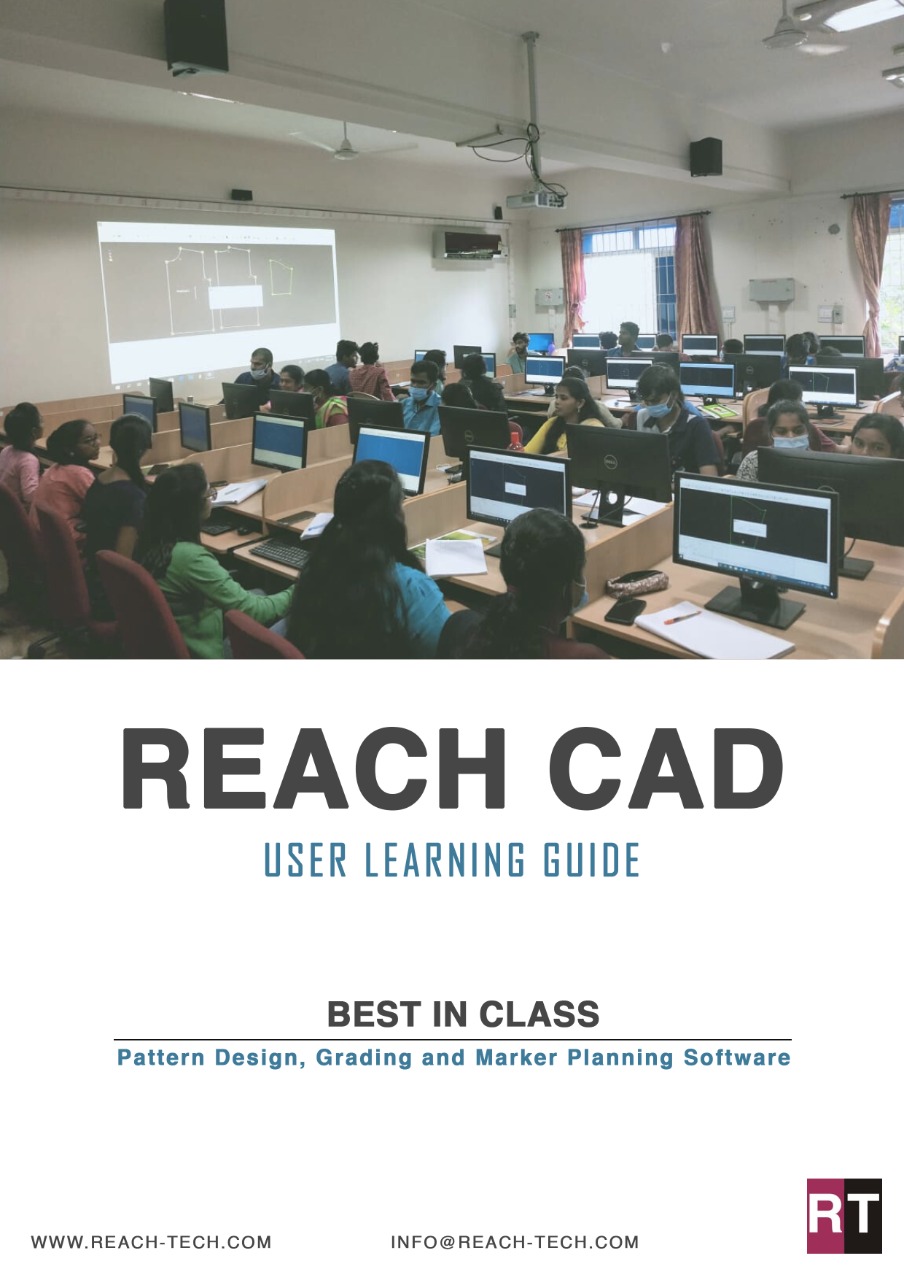 REACH CAD
USER LEARNING GUIDE
BEST IN CLASS
Pattern Design, Grading and Marker Planning Software
RT
WWW.REACH-TECH.COM
INFO@REACH-TECH.COM